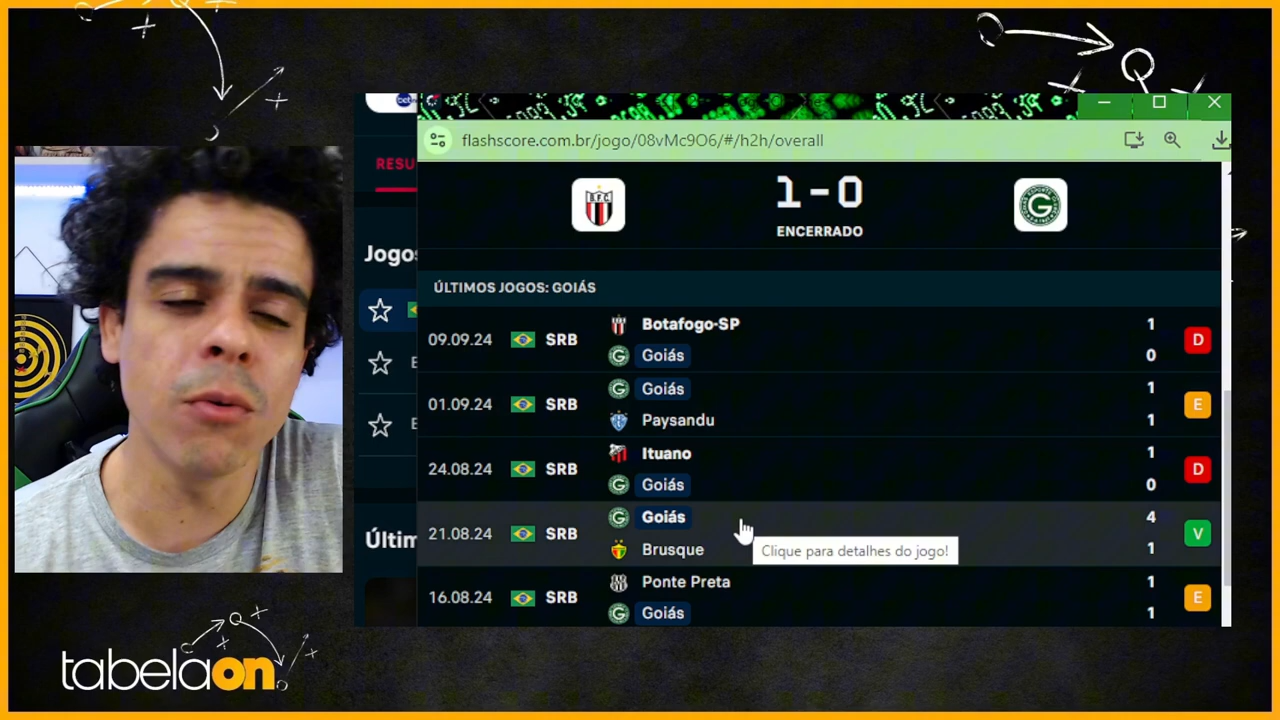 flashscore.com.br/jogo/08vMc9O6/#/h2h/overall
RESU
1-0
ENCERRADO
Jogos
ÚLTIMOS JOGOS: GOIÁS
09.09.24 SRB Botafogo-SP 1 D
Goiás 0
01.09.24 SRB Goiás 1 E
Paysandu 1
24.08.24 SRB Ituano 1 D
Goiás 0
21.08.24 SRB Goiás 4 V
Brusque 1
Clique para detalhes do jogo!
Últim
16.08.24 SRB Ponte Preta 1 E
Goiás 1
tabelaon